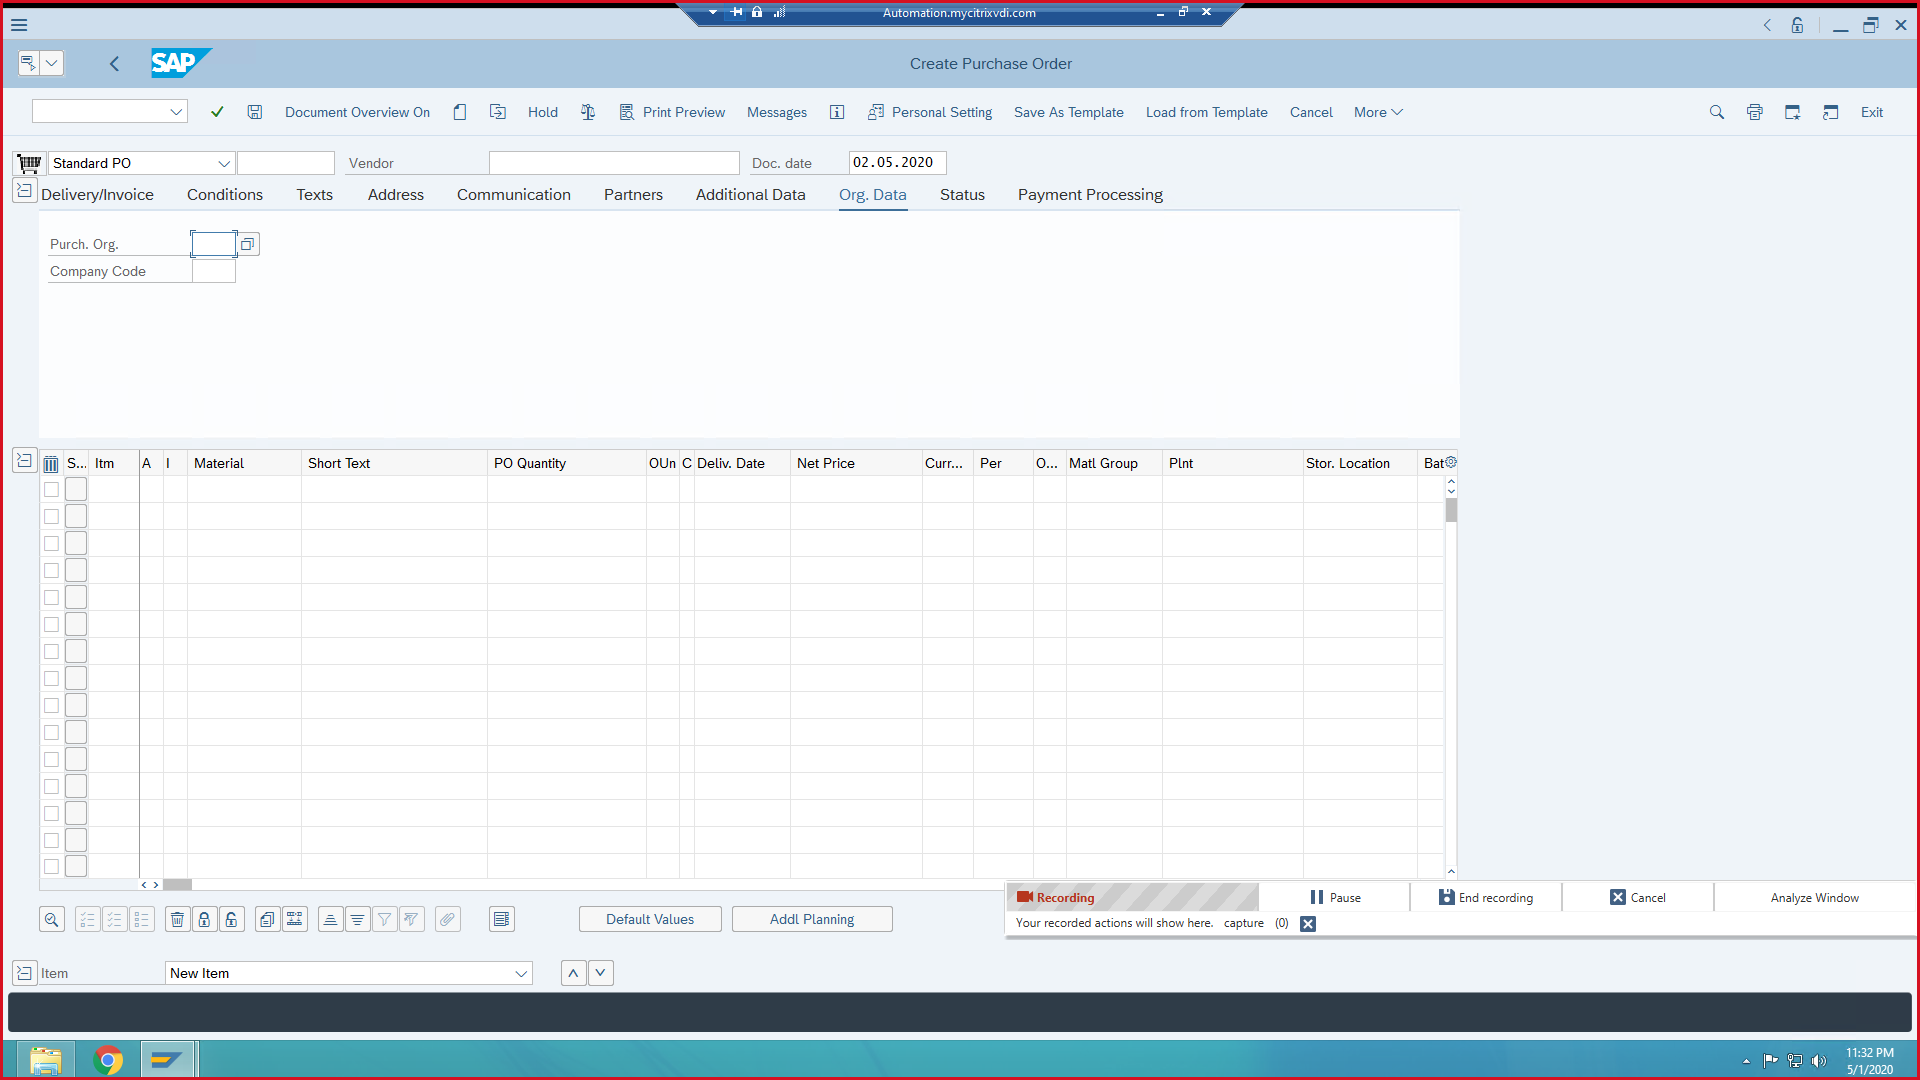 Automation.mycitrixvdi.com
SAP
Create Purchase Order
Document Overview On Hold Print Preview Messages Personal Setting Save As Template Load from Template Cancel More Exit
Standard PO Vendor Doc. date 02.05.2020
Delivery/Invoice Conditions Texts Address Communication Partners Additional Data Org. Data Status Payment Processing
Purch. Org.
Company Code
S... Itm A I Material Short Text PO Quantity OUn C Deliv. Date Net Price Curr... Per O... Matl Group Plnt Stor. Location Bat
Recording Pause End recording Cancel Analyze Window
Default Values Addl Planning
Your recorded actions will show here. capture (0)
Item New Item
11:32 PM
5/1/2020